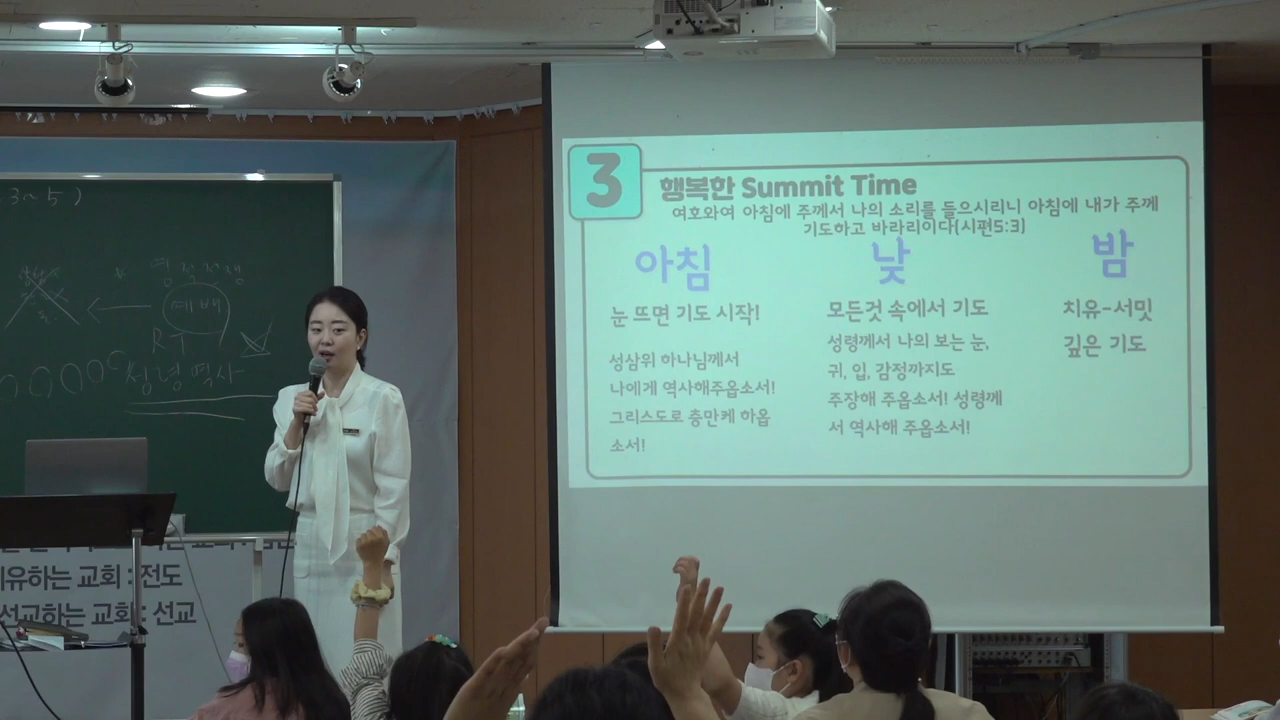 3~5)
영적전쟁
예배
RT
성령역사
유하는 교회 : 전도
선교하는 교회 : 선교
3
행복한 Summit Time
여호와여 아침에 주께서 나의 소리를 들으시리니 아침에 내가 주께
기도하고 바라리이다(시편5:3)
아침
눈 뜨면 기도 시작!
성삼위 하나님께서
나에게 역사해주옵소서!
그리스도로 충만케 하옵
소서!
낮
모든것 속에서 기도
성령께서 나의 보는 눈,
귀, 입, 감정까지도
주장해 주옵소서! 성령께
서 역사해 주옵소서!
밤
치유-서밋
깊은 기도